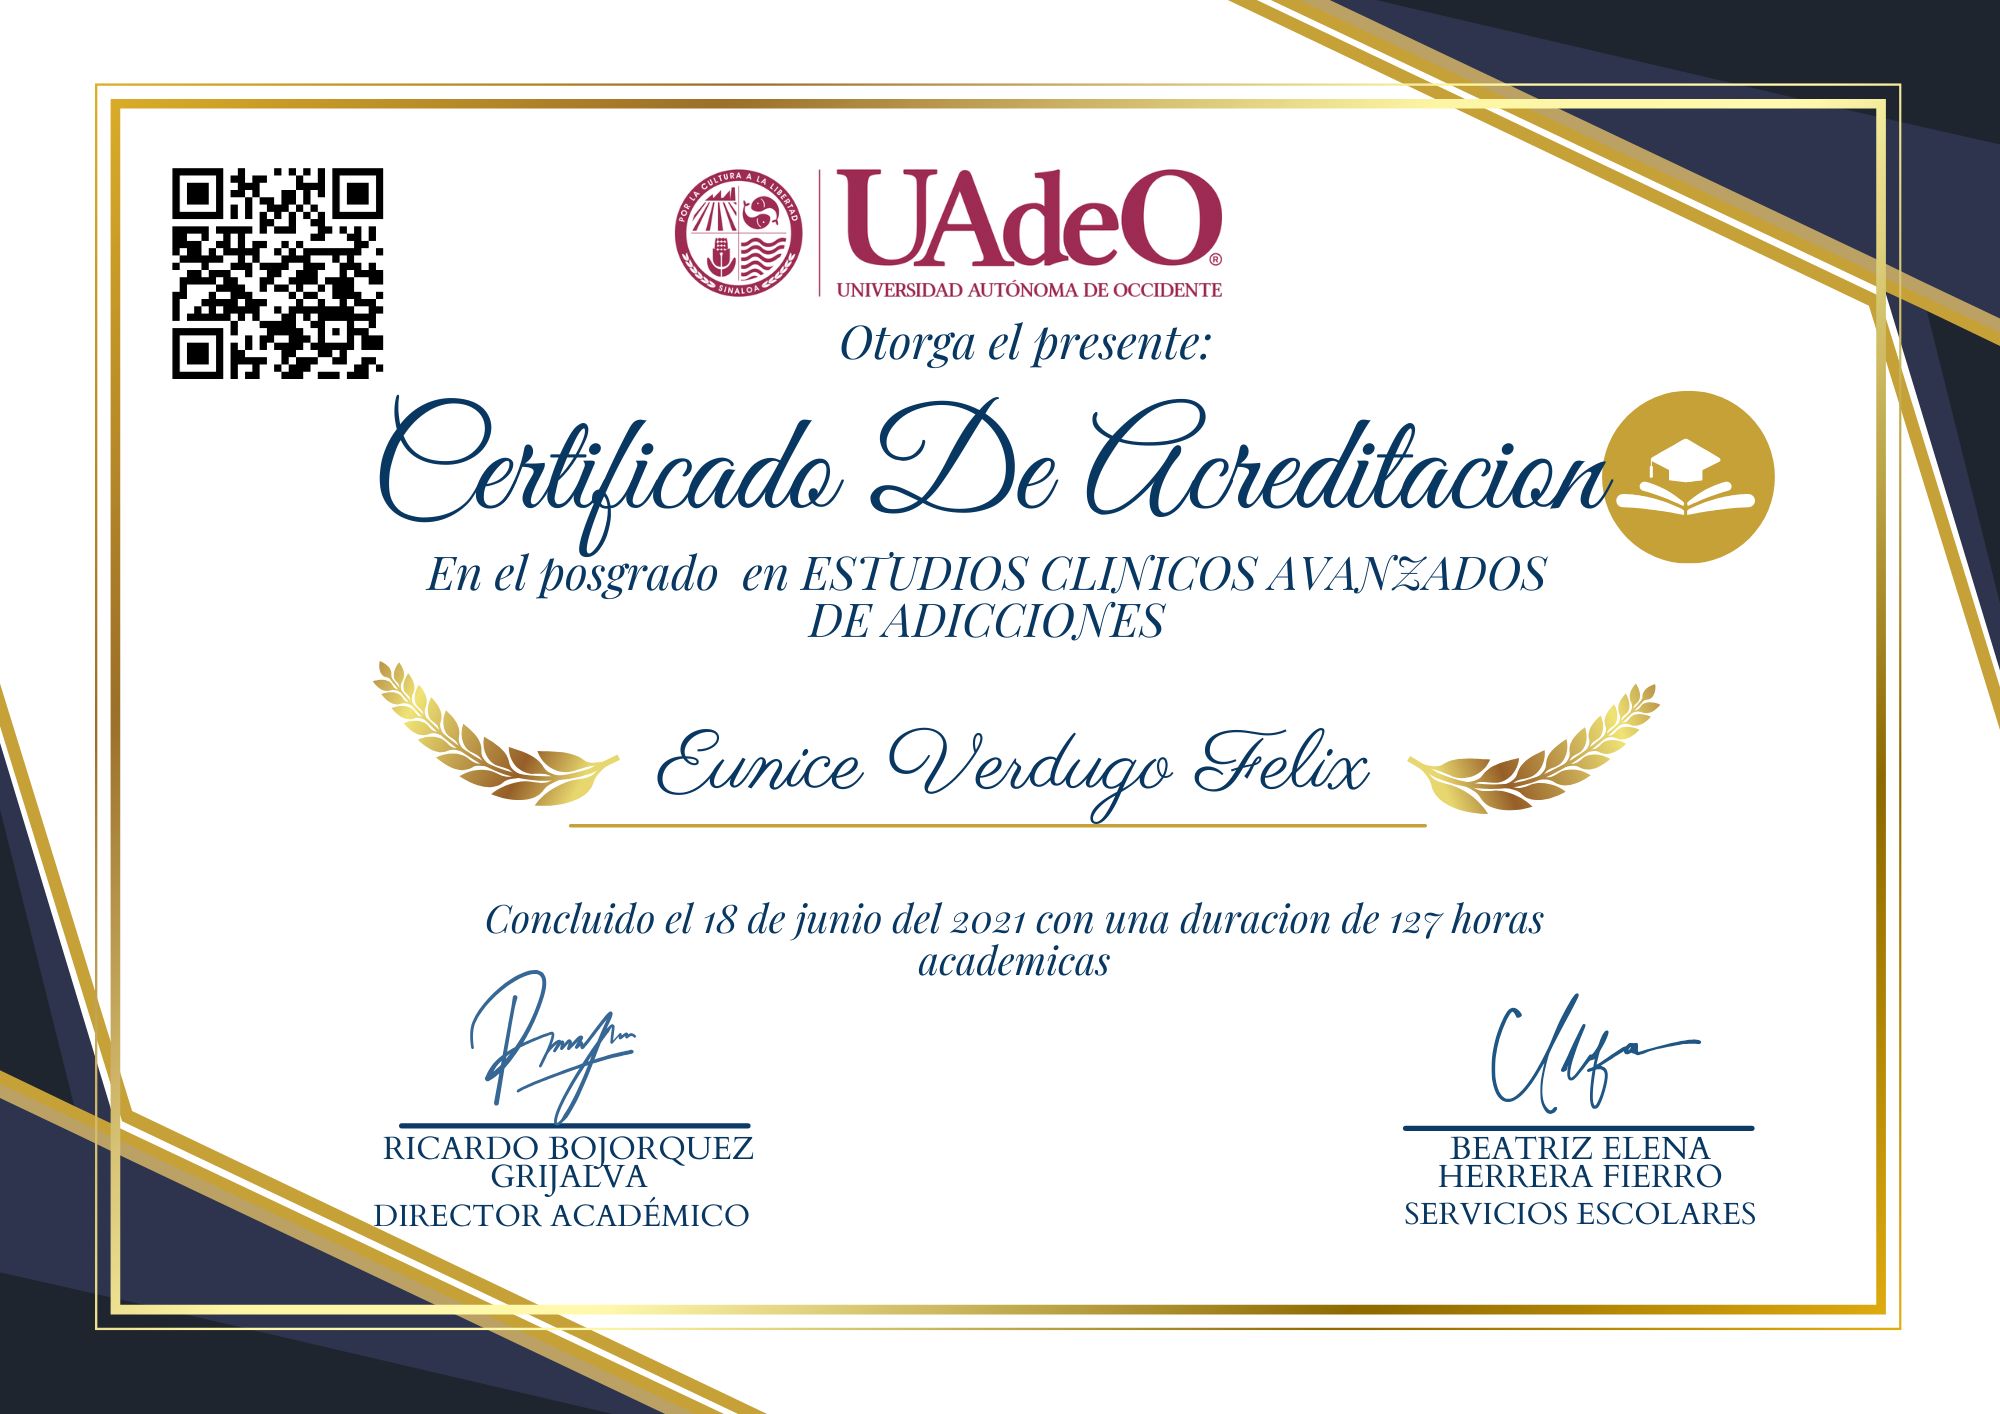 POR LA CULTURA A LA LIBERTAD
SINALOA
UAdeO®
UNIVERSIDAD AUTÓNOMA DE OCCIDENTE
Otorga el presente:
Certificado De Acreditacion
En el posgrado en ESTUDIOS CLINICOS AVANZADOS
DE ADICCIONES
Eunice Verdugo Felix
Concluido el 18 de junio del 2021 con una duracion de 127 horas
academicas
RICARDO BOJORQUEZ
GRIJALVA
DIRECTOR ACADÉMICO
BEATRIZ ELENA
HERRERA FIERRO
SERVICIOS ESCOLARES